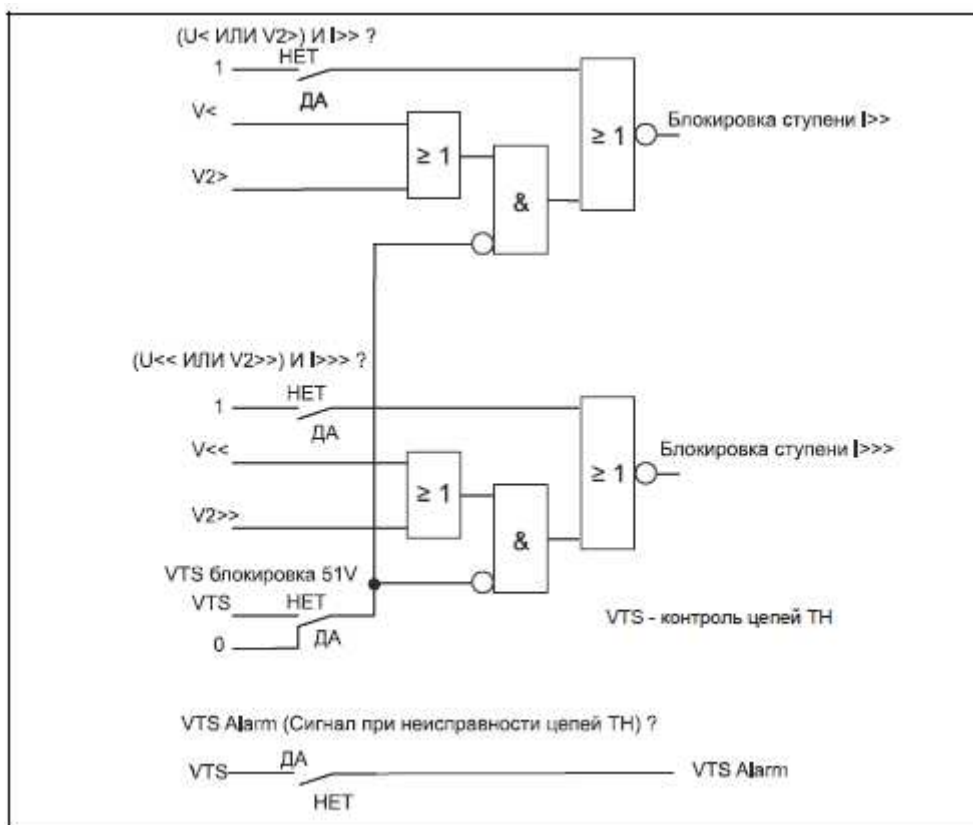 (U< ИЛИ V2>) И I>> ?
НЕТ
1
ДА
V<
V2>
≥ 1
&
≥ 1
Блокировка ступени I>>
(U<< ИЛИ V2>>) И I>>> ?
НЕТ
1
ДА
V<<
V2>>
≥ 1
&
≥ 1
Блокировка ступени I>>>
VTS блокировка 51V
VTS
НЕТ
0
ДА
VTS - контроль цепей ТН
VTS Alarm (Сигнал при неисправности цепей ТН) ?
ДА
VTS
НЕТ
VTS Alarm